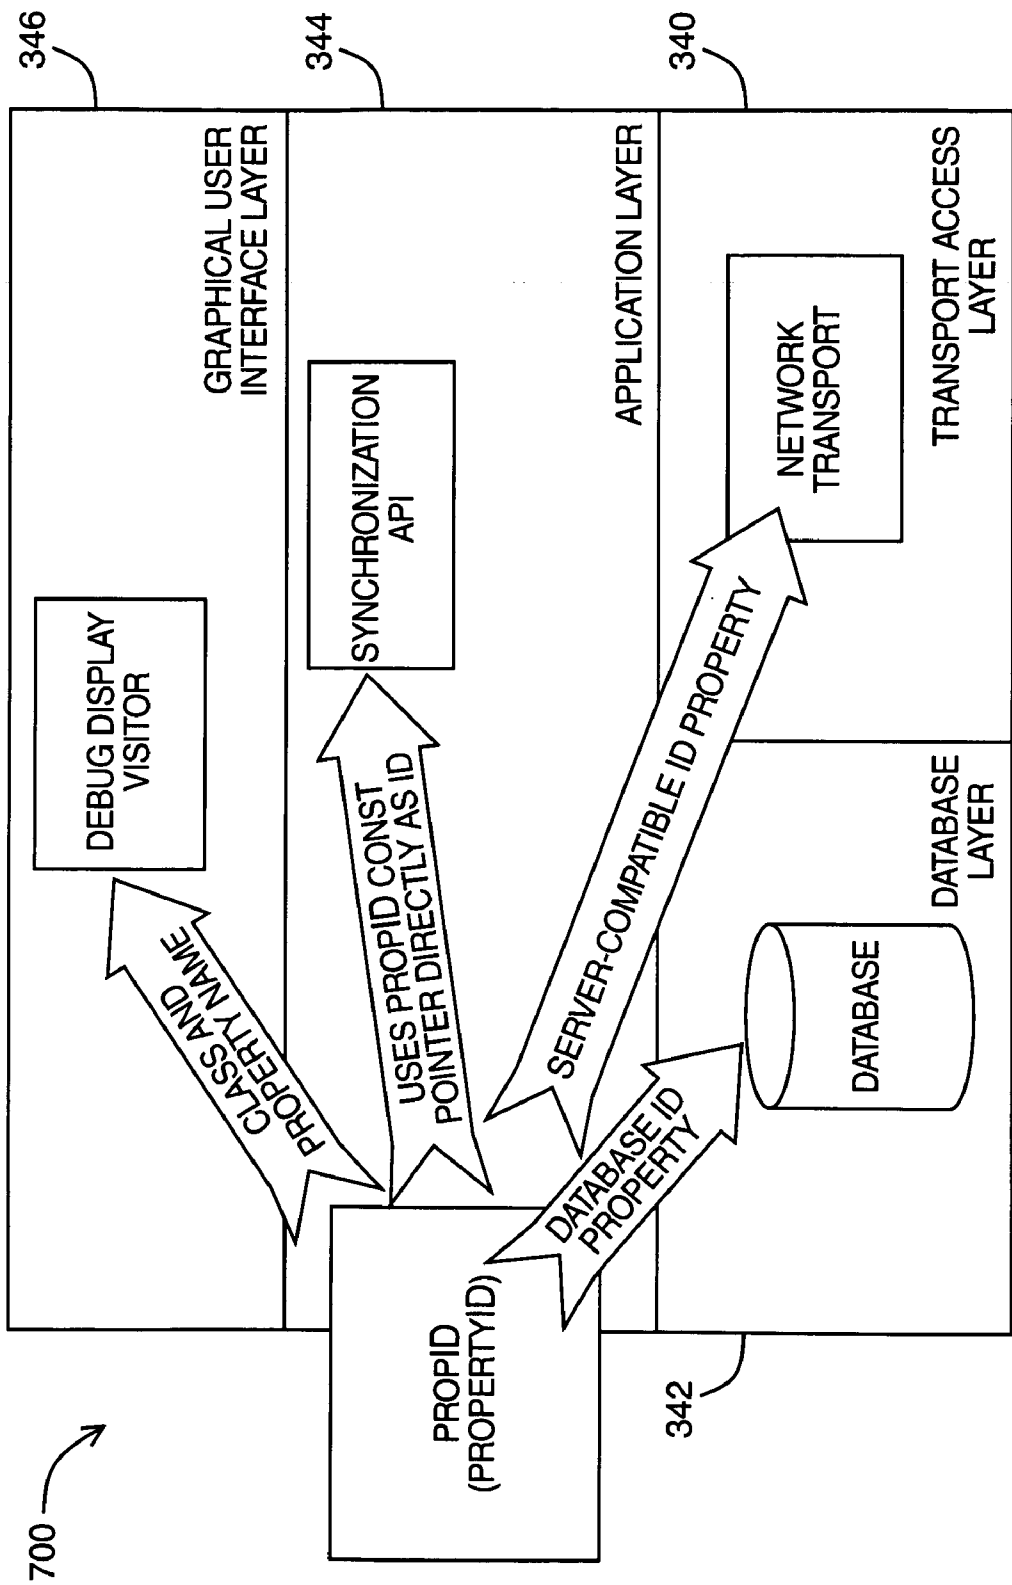 700
346
344
340
342
GRAPHICAL USER
INTERFACE LAYER
DEBUG DISPLAY
VISITOR
CLASS AND
PROPERTY NAME
APPLICATION LAYER
SYNCHRONIZATION
API
USES PROPID CONST
POINTER DIRECTLY AS ID
PROPID
(PROPERTYID)
SERVER-COMPATIBLE ID PROPERTY
DATABASE ID
PROPERTY
DATABASE
DATABASE
LAYER
NETWORK
TRANSPORT
TRANSPORT ACCESS
LAYER